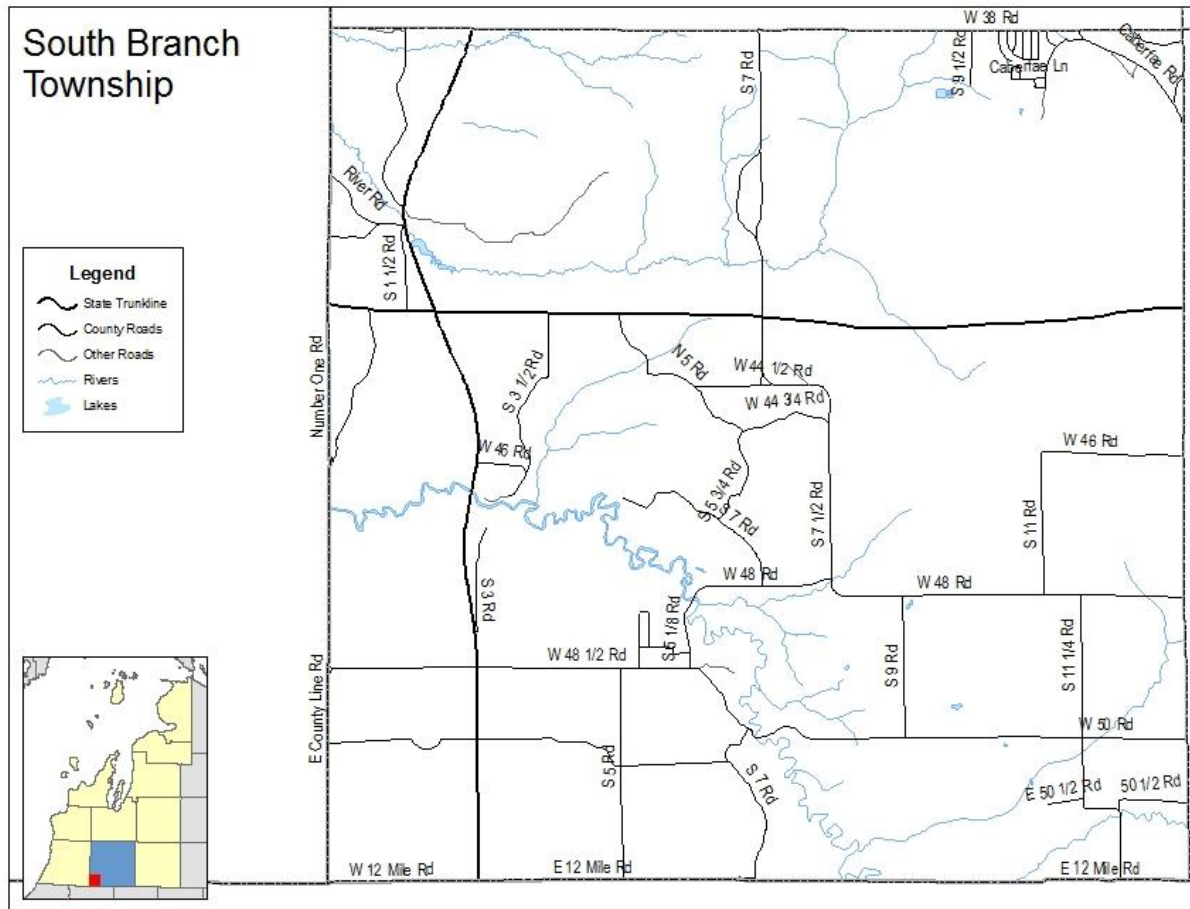 South Branch
Township
Legend
State Trunkline
County Roads
Other Roads
Rivers
Lakes
W 38 Rd
S 9 1/2 Rd
Caberfae Ln
Caberfae Rd
S 7 Rd
River Rd
S 1 1/2 Rd
Number One Rd
S 3 1/2 Rd
N 5 Rd
W 44 1/2 Rd
W 44 3/4 Rd
W 46 Rd
W 46 Rd
S 5 3/4 Rd
S 7 Rd
S 7 1/2 Rd
S 11 Rd
W 48 Rd
W 48 Rd
S 3 Rd
S 5 1/8 Rd
W 48 1/2 Rd
S 9 Rd
S 11 1/4 Rd
E County Line Rd
W 50 Rd
S 5 Rd
S 7 Rd
E 50 1/2 Rd
50 1/2 Rd
W 12 Mile Rd
E 12 Mile Rd
E 12 Mile Rd